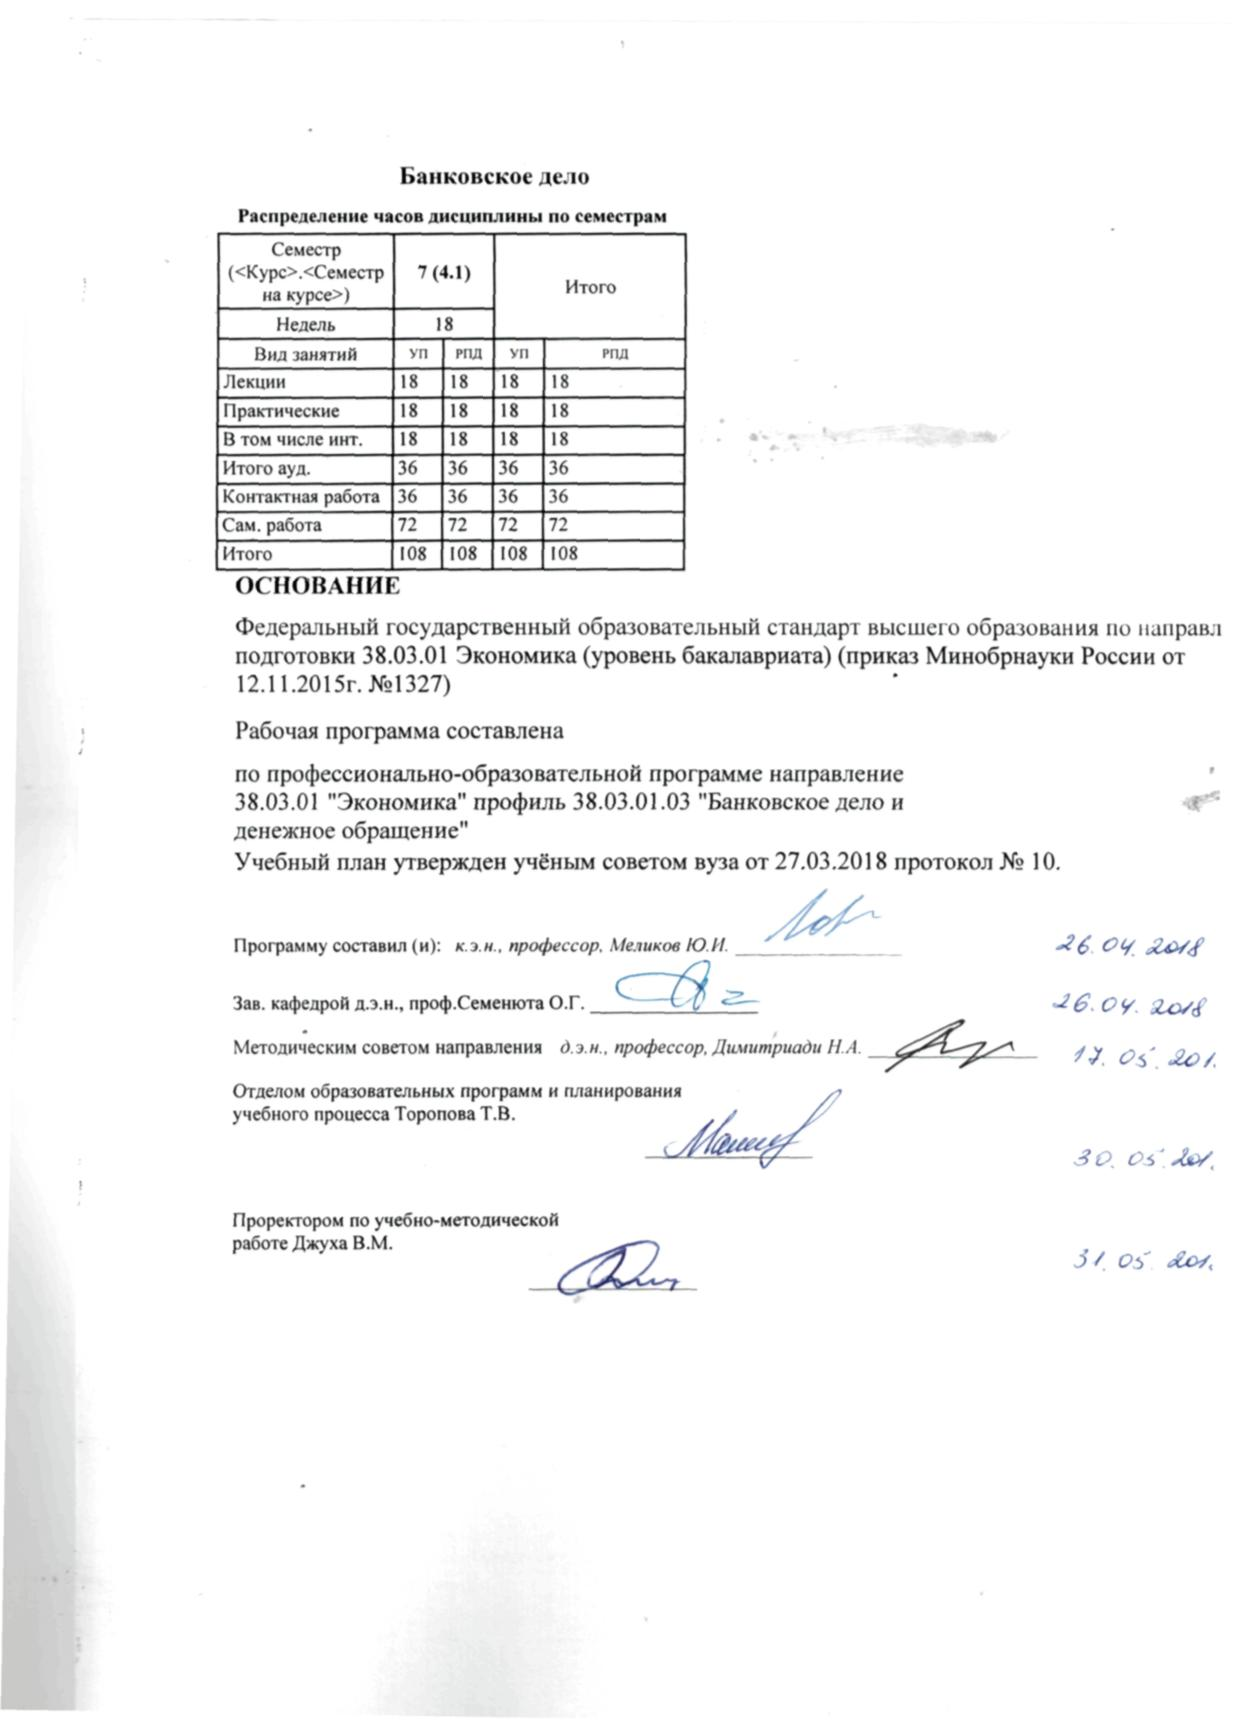 Банковское дело
Распределение часов дисциплины по семестрам
Семестр
(<Курс>.<Семестр
на курсе>)
7 (4.1)
Итого
Недель
18
Вид занятий УП РПД УП РПД
Лекции 18 18 18 18
Практические 18 18 18 18
В том числе инт. 18 18 18 18
Итого ауд. 36 36 36 36
Контактная работа 36 36 36 36
Сам. работа 72 72 72 72
Итого 108 108 108 108
ОСНОВАНИЕ
Федеральный государственный образовательный стандарт высшего образования по направл
подготовки 38.03.01 Экономика (уровень бакалавриата) (приказ Минобрнауки России от
12.11.2015г. №1327)
Рабочая программа составлена
по профессионально-образовательной программе направление
38.03.01 "Экономика" профиль 38.03.01.03 "Банковское дело и
денежное обращение"
Учебный план утвержден учёным советом вуза от 27.03.2018 протокол № 10.
Программу составил (и): к.э.н., профессор, Меликов Ю.И. 26.04.2018
Зав. кафедрой д.э.н., проф.Семенюта О.Г. 26.04.2018
Методическим советом направления д.э.н., профессор, Димитриади Н.А. 17.05.201
Отделом образовательных программ и планирования
учебного процесса Торопова Т.В.
30.05.201
Проректором по учебно-методической
работе Джуха В.М.
31.05.201